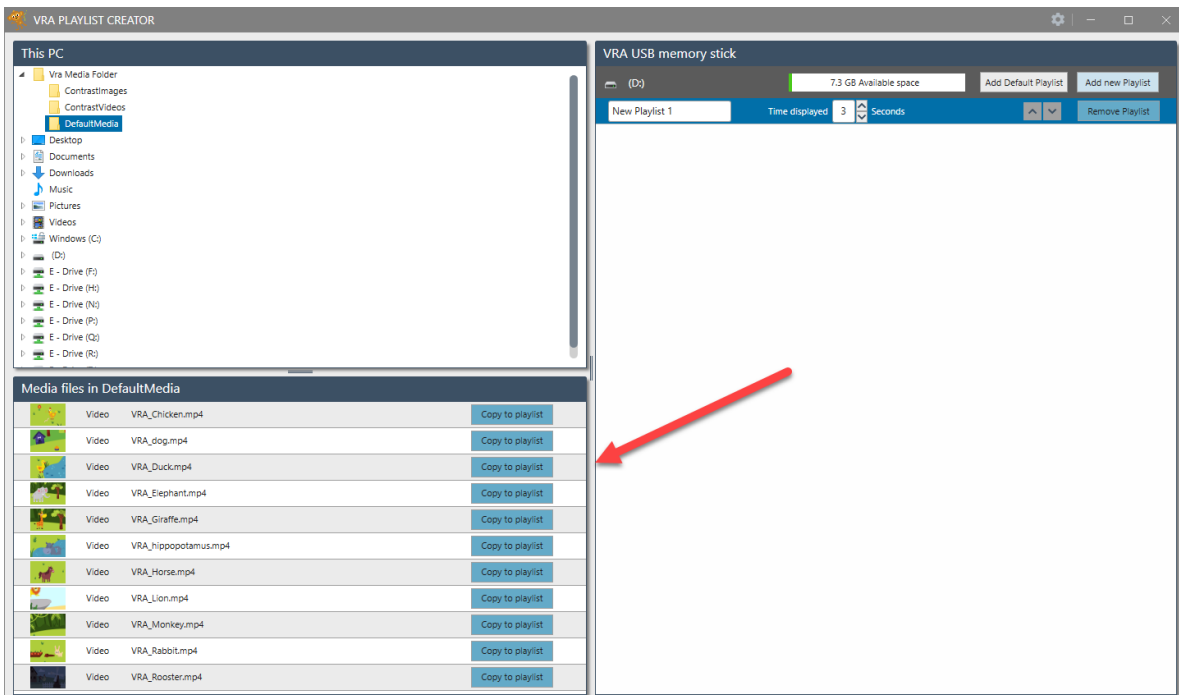 VRA PLAYLIST CREATOR
This PC
Vra Media Folder
ContrastImages
ContrastVideos
DefaultMedia
Desktop
Documents
Downloads
Music
Pictures
Videos
Windows (C:)
(D:)
E - Drive (F:)
E - Drive (H:)
E - Drive (N:)
E - Drive (P:)
E - Drive (Q:)
E - Drive (R:)
Media files in DefaultMedia
Video VRA_Chicken.mp4 Copy to playlist
Video VRA_dog.mp4 Copy to playlist
Video VRA_Duck.mp4 Copy to playlist
Video VRA_Elephant.mp4 Copy to playlist
Video VRA_Giraffe.mp4 Copy to playlist
Video VRA_hippopotamus.mp4 Copy to playlist
Video VRA_Horse.mp4 Copy to playlist
Video VRA_Lion.mp4 Copy to playlist
Video VRA_Monkey.mp4 Copy to playlist
Video VRA_Rabbit.mp4 Copy to playlist
Video VRA_Rooster.mp4 Copy to playlist
VRA USB memory stick
(D:) 7.3 GB Available space Add Default Playlist Add new Playlist
New Playlist 1 Time displayed 3 Seconds Remove Playlist